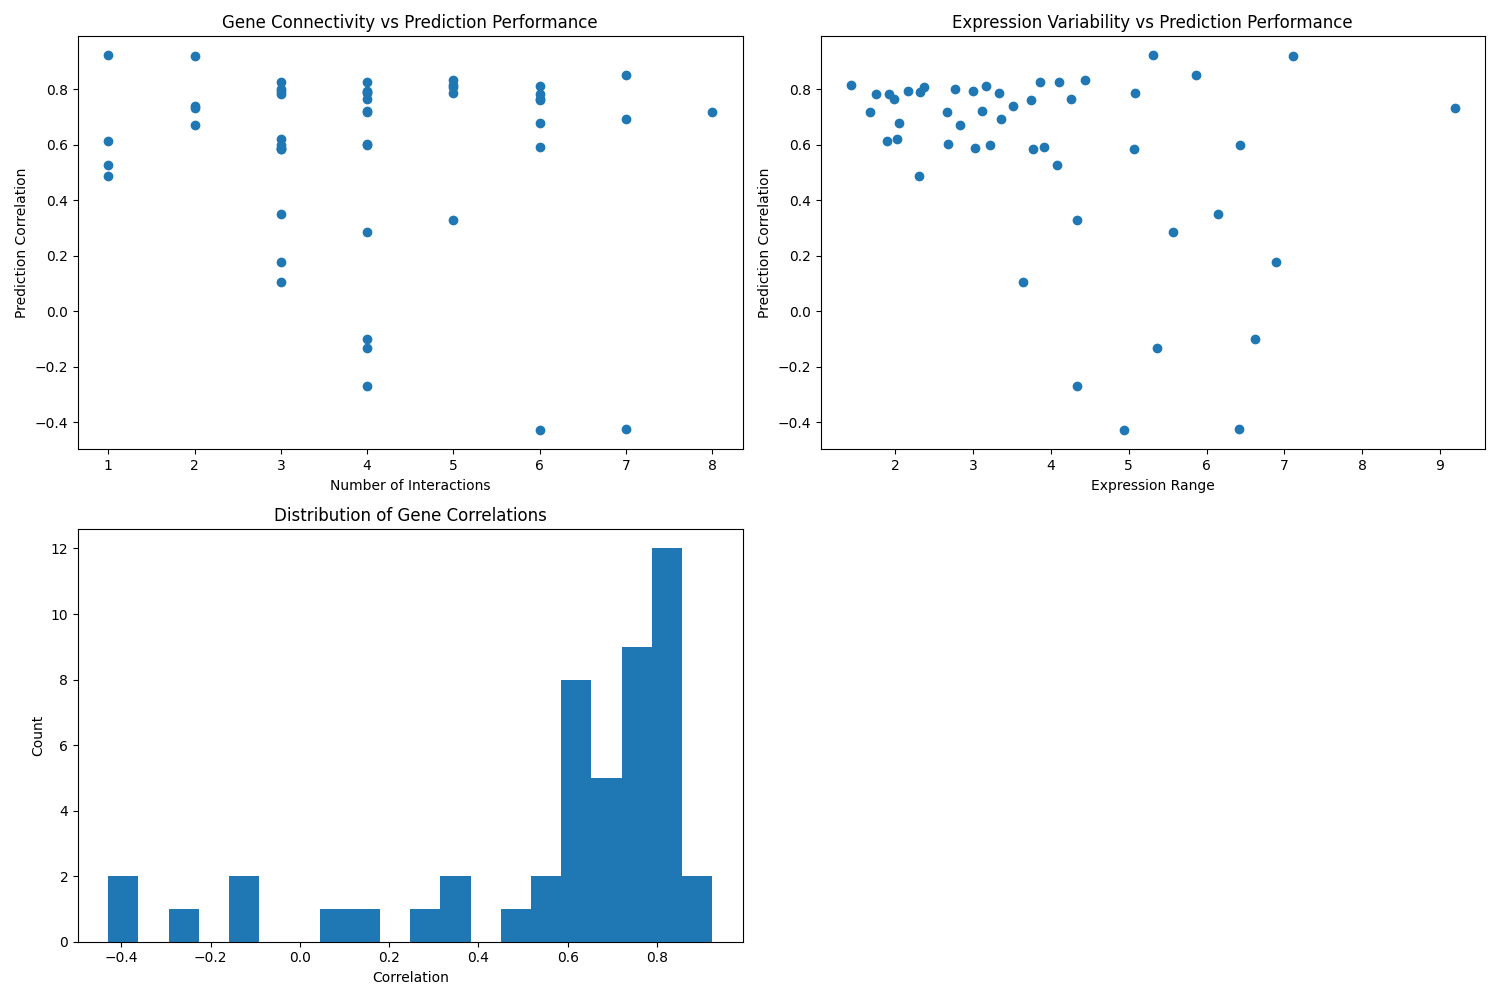 Gene Connectivity vs Prediction Performance
Prediction Correlation
0.8
0.6
0.4
0.2
0.0
−0.2
−0.4
1 2 3 4 5 6 7 8
Number of Interactions
Expression Variability vs Prediction Performance
Prediction Correlation
0.8
0.6
0.4
0.2
0.0
−0.2
−0.4
2 3 4 5 6 7 8 9
Expression Range
Distribution of Gene Correlations
Count
12
10
8
6
4
2
0
−0.4 −0.2 0.0 0.2 0.4 0.6 0.8
Correlation